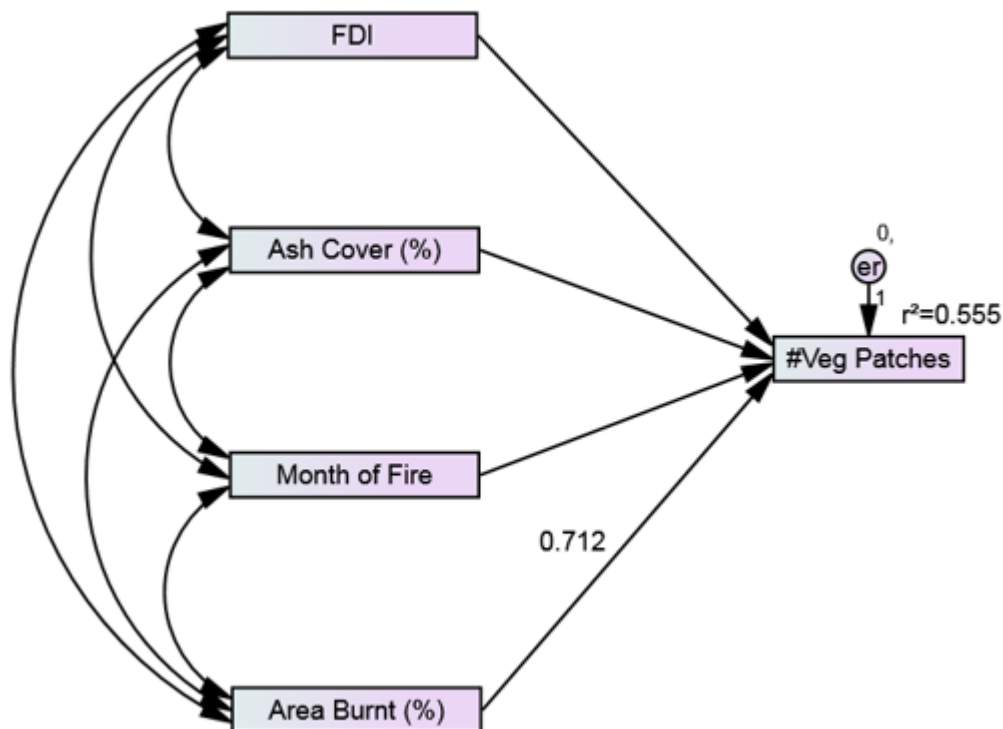 FDI
Ash Cover (%)
0,
er
1
r²=0.555
#Veg Patches
Month of Fire
0.712
Area Burnt (%)